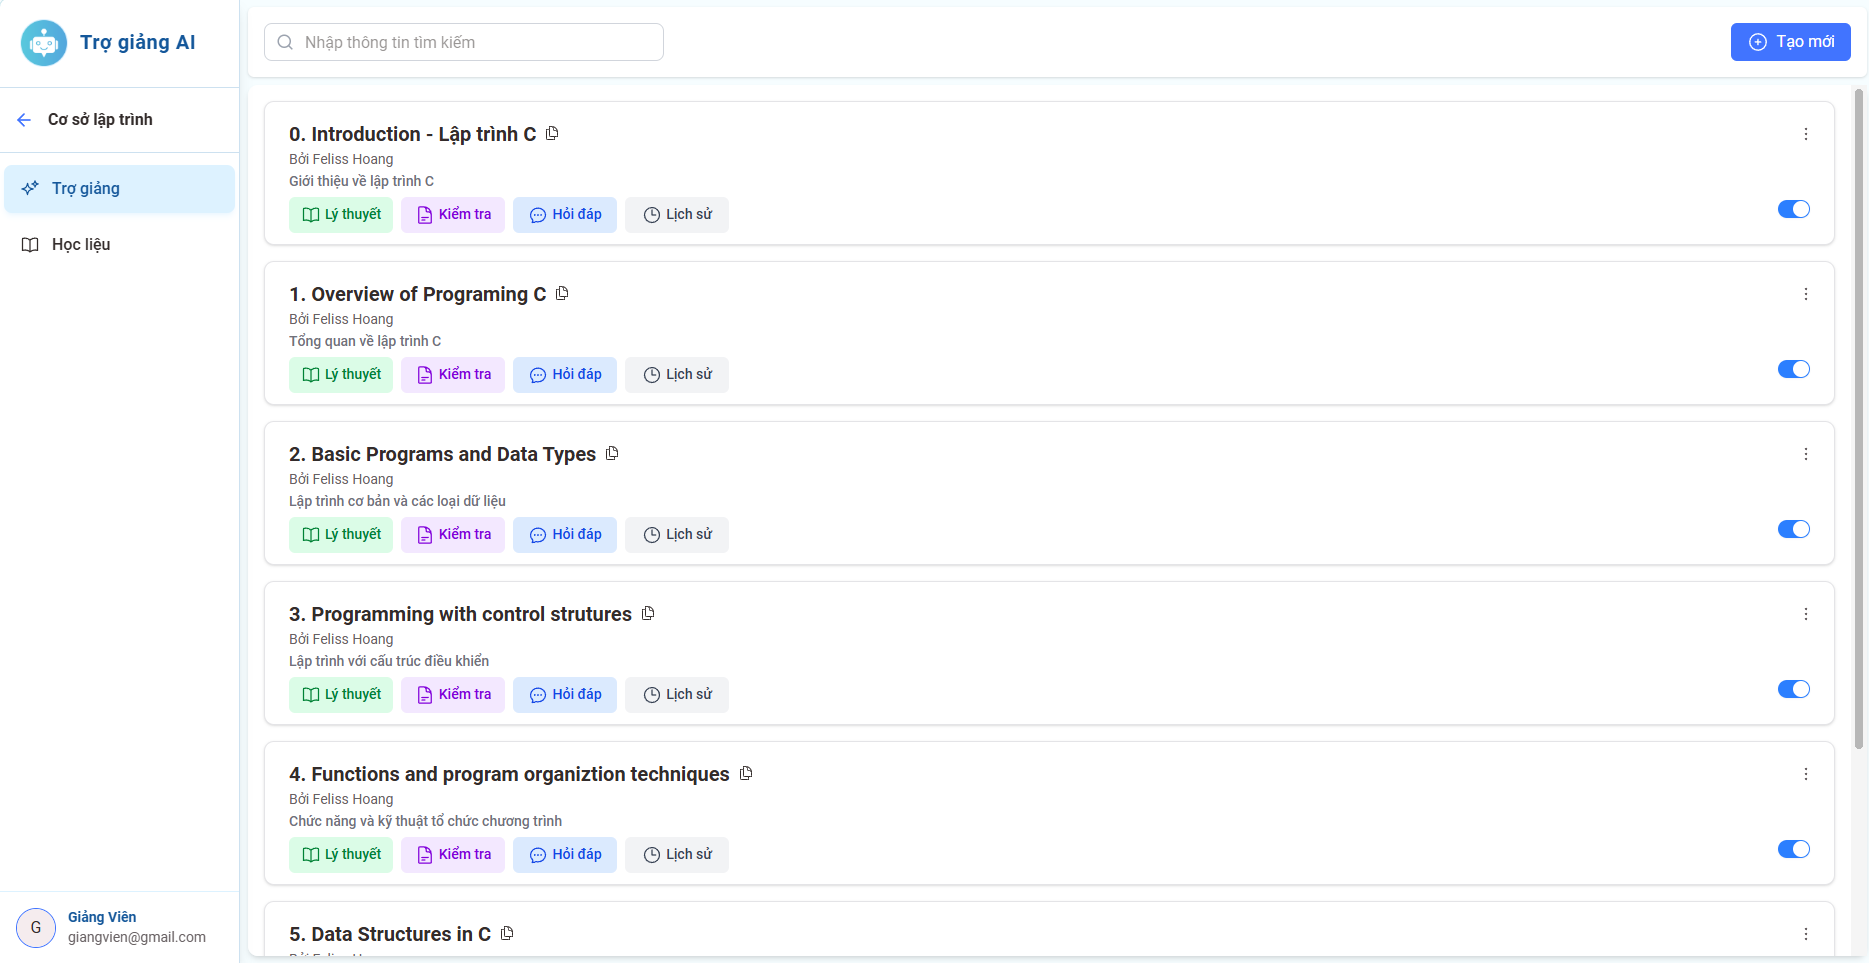 Trợ giảng AI
Cơ sở lập trình
Trợ giảng
Học liệu
G
Giảng Viên
giangvien@gmail.com
Nhập thông tin tìm kiếm
Tạo mới
0. Introduction - Lập trình C
Bởi Feliss Hoang
Giới thiệu về lập trình C
Lý thuyết Kiểm tra Hỏi đáp Lịch sử
1. Overview of Programing C
Bởi Feliss Hoang
Tổng quan về lập trình C
Lý thuyết Kiểm tra Hỏi đáp Lịch sử
2. Basic Programs and Data Types
Bởi Feliss Hoang
Lập trình cơ bản và các loại dữ liệu
Lý thuyết Kiểm tra Hỏi đáp Lịch sử
3. Programming with control strutures
Bởi Feliss Hoang
Lập trình với cấu trúc điều khiển
Lý thuyết Kiểm tra Hỏi đáp Lịch sử
4. Functions and program organiztion techniques
Bởi Feliss Hoang
Chức năng và kỹ thuật tổ chức chương trình
Lý thuyết Kiểm tra Hỏi đáp Lịch sử
5. Data Structures in C